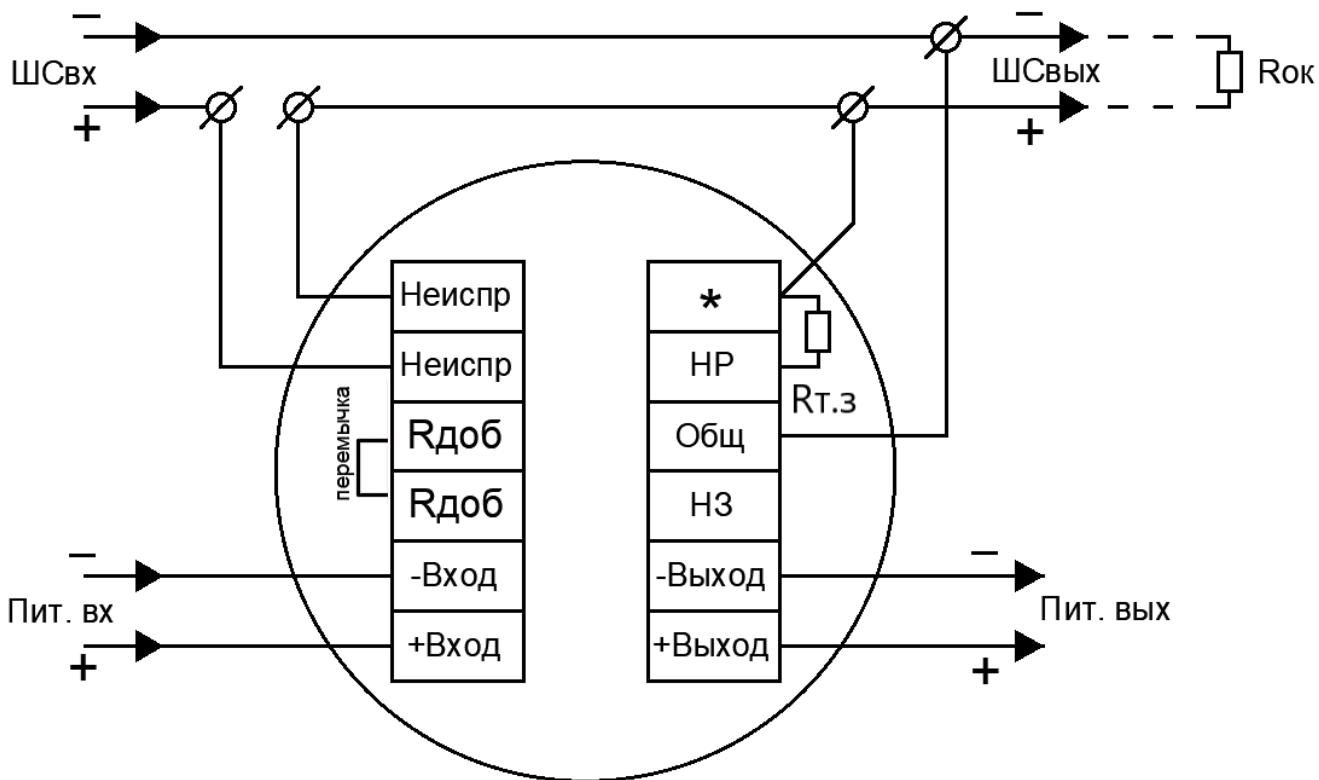 − −
ШСвх ШСвых Rок
+ +
Неиспр *
Неиспр НР
перемычка
Rт.з
Rдоб Общ
Rдоб НЗ
− −
-Вход -Выход
Пит. вх Пит. вых
+Вход +Выход
+ +